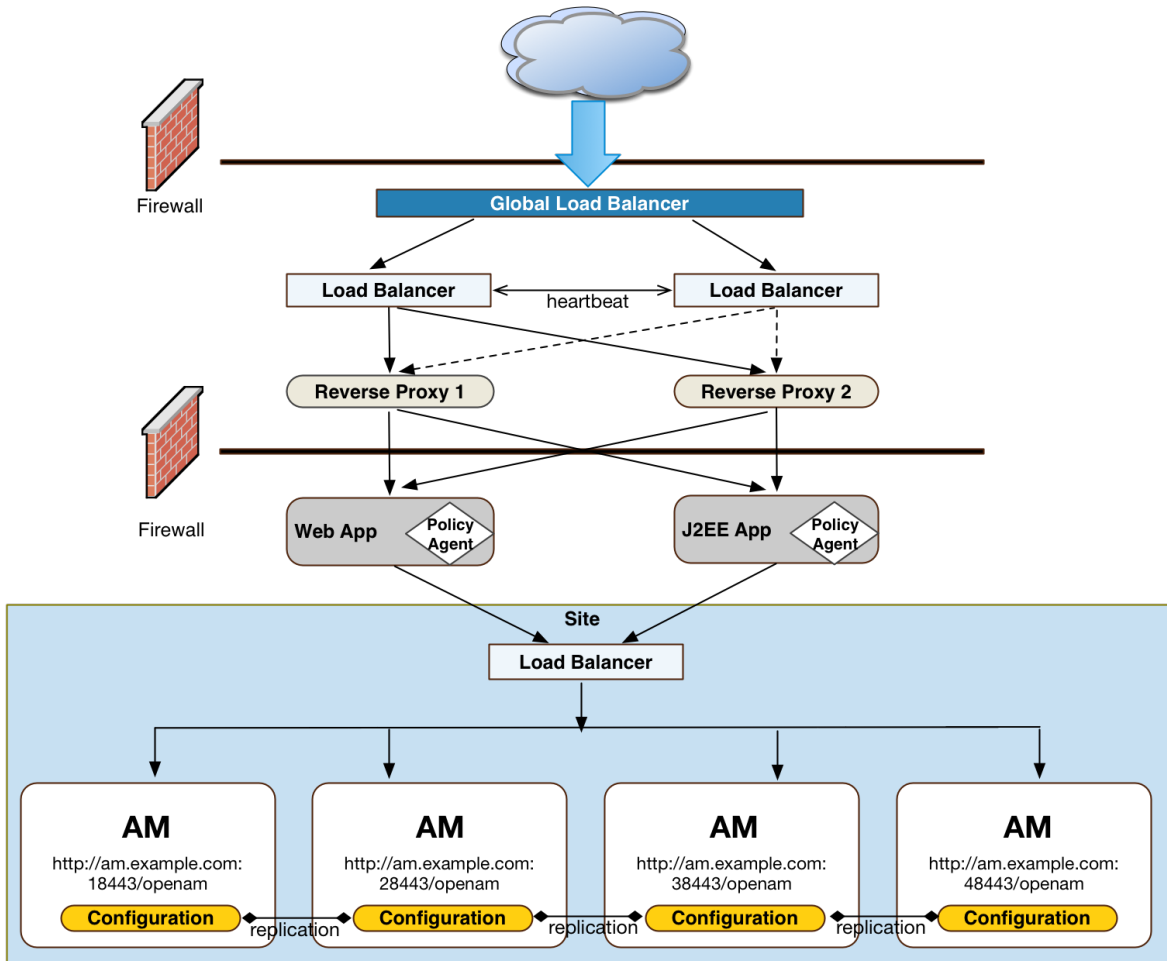 Firewall
Global Load Balancer
Load Balancer
heartbeat
Load Balancer
Reverse Proxy 1
Reverse Proxy 2
Firewall
Web App
Policy
Agent
J2EE App
Policy
Agent
Site
Load Balancer
AM
http://am.example.com:
18443/openam
Configuration
replication
AM
http://am.example.com:
28443/openam
Configuration
replication
AM
http://am.example.com:
38443/openam
Configuration
replication
AM
http://am.example.com:
48443/openam
Configuration